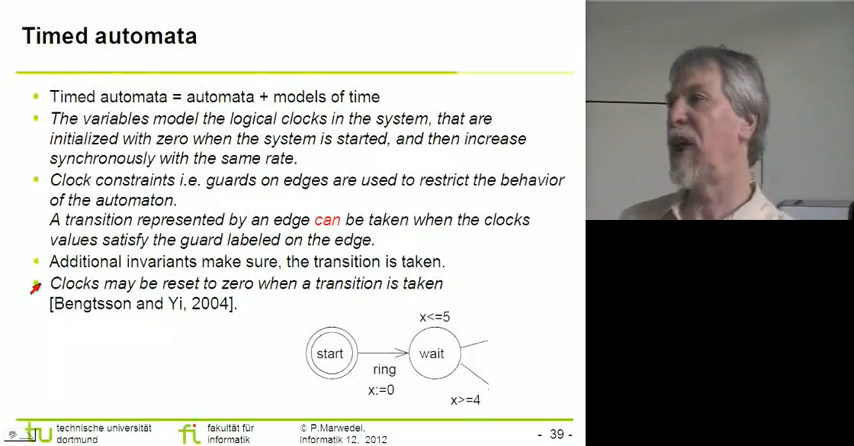 Timed automata
Timed automata = automata + models of time
The variables model the logical clocks in the system, that are
initialized with zero when the system is started, and then increase
synchronously with the same rate.
Clock constraints i.e. guards on edges are used to restrict the behavior
of the automaton.
A transition represented by an edge can be taken when the clocks
values satisfy the guard labeled on the edge.
Additional invariants make sure, the transition is taken.
Clocks may be reset to zero when a transition is taken
[Bengtsson and Yi, 2004].
x<=5
start
wait
ring
x:=0
x>=4
tu
technische universität
dortmund
fi
fakultät für
informatik
© P.Marwedel,
Informatik 12, 2012
- 39 -